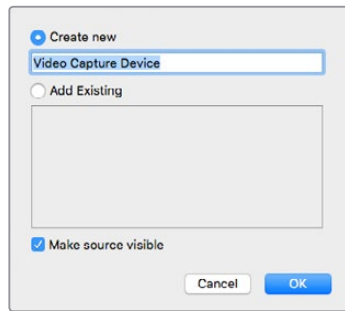 Create new
Video Capture Device
Add Existing
Make source visible
Cancel
OK